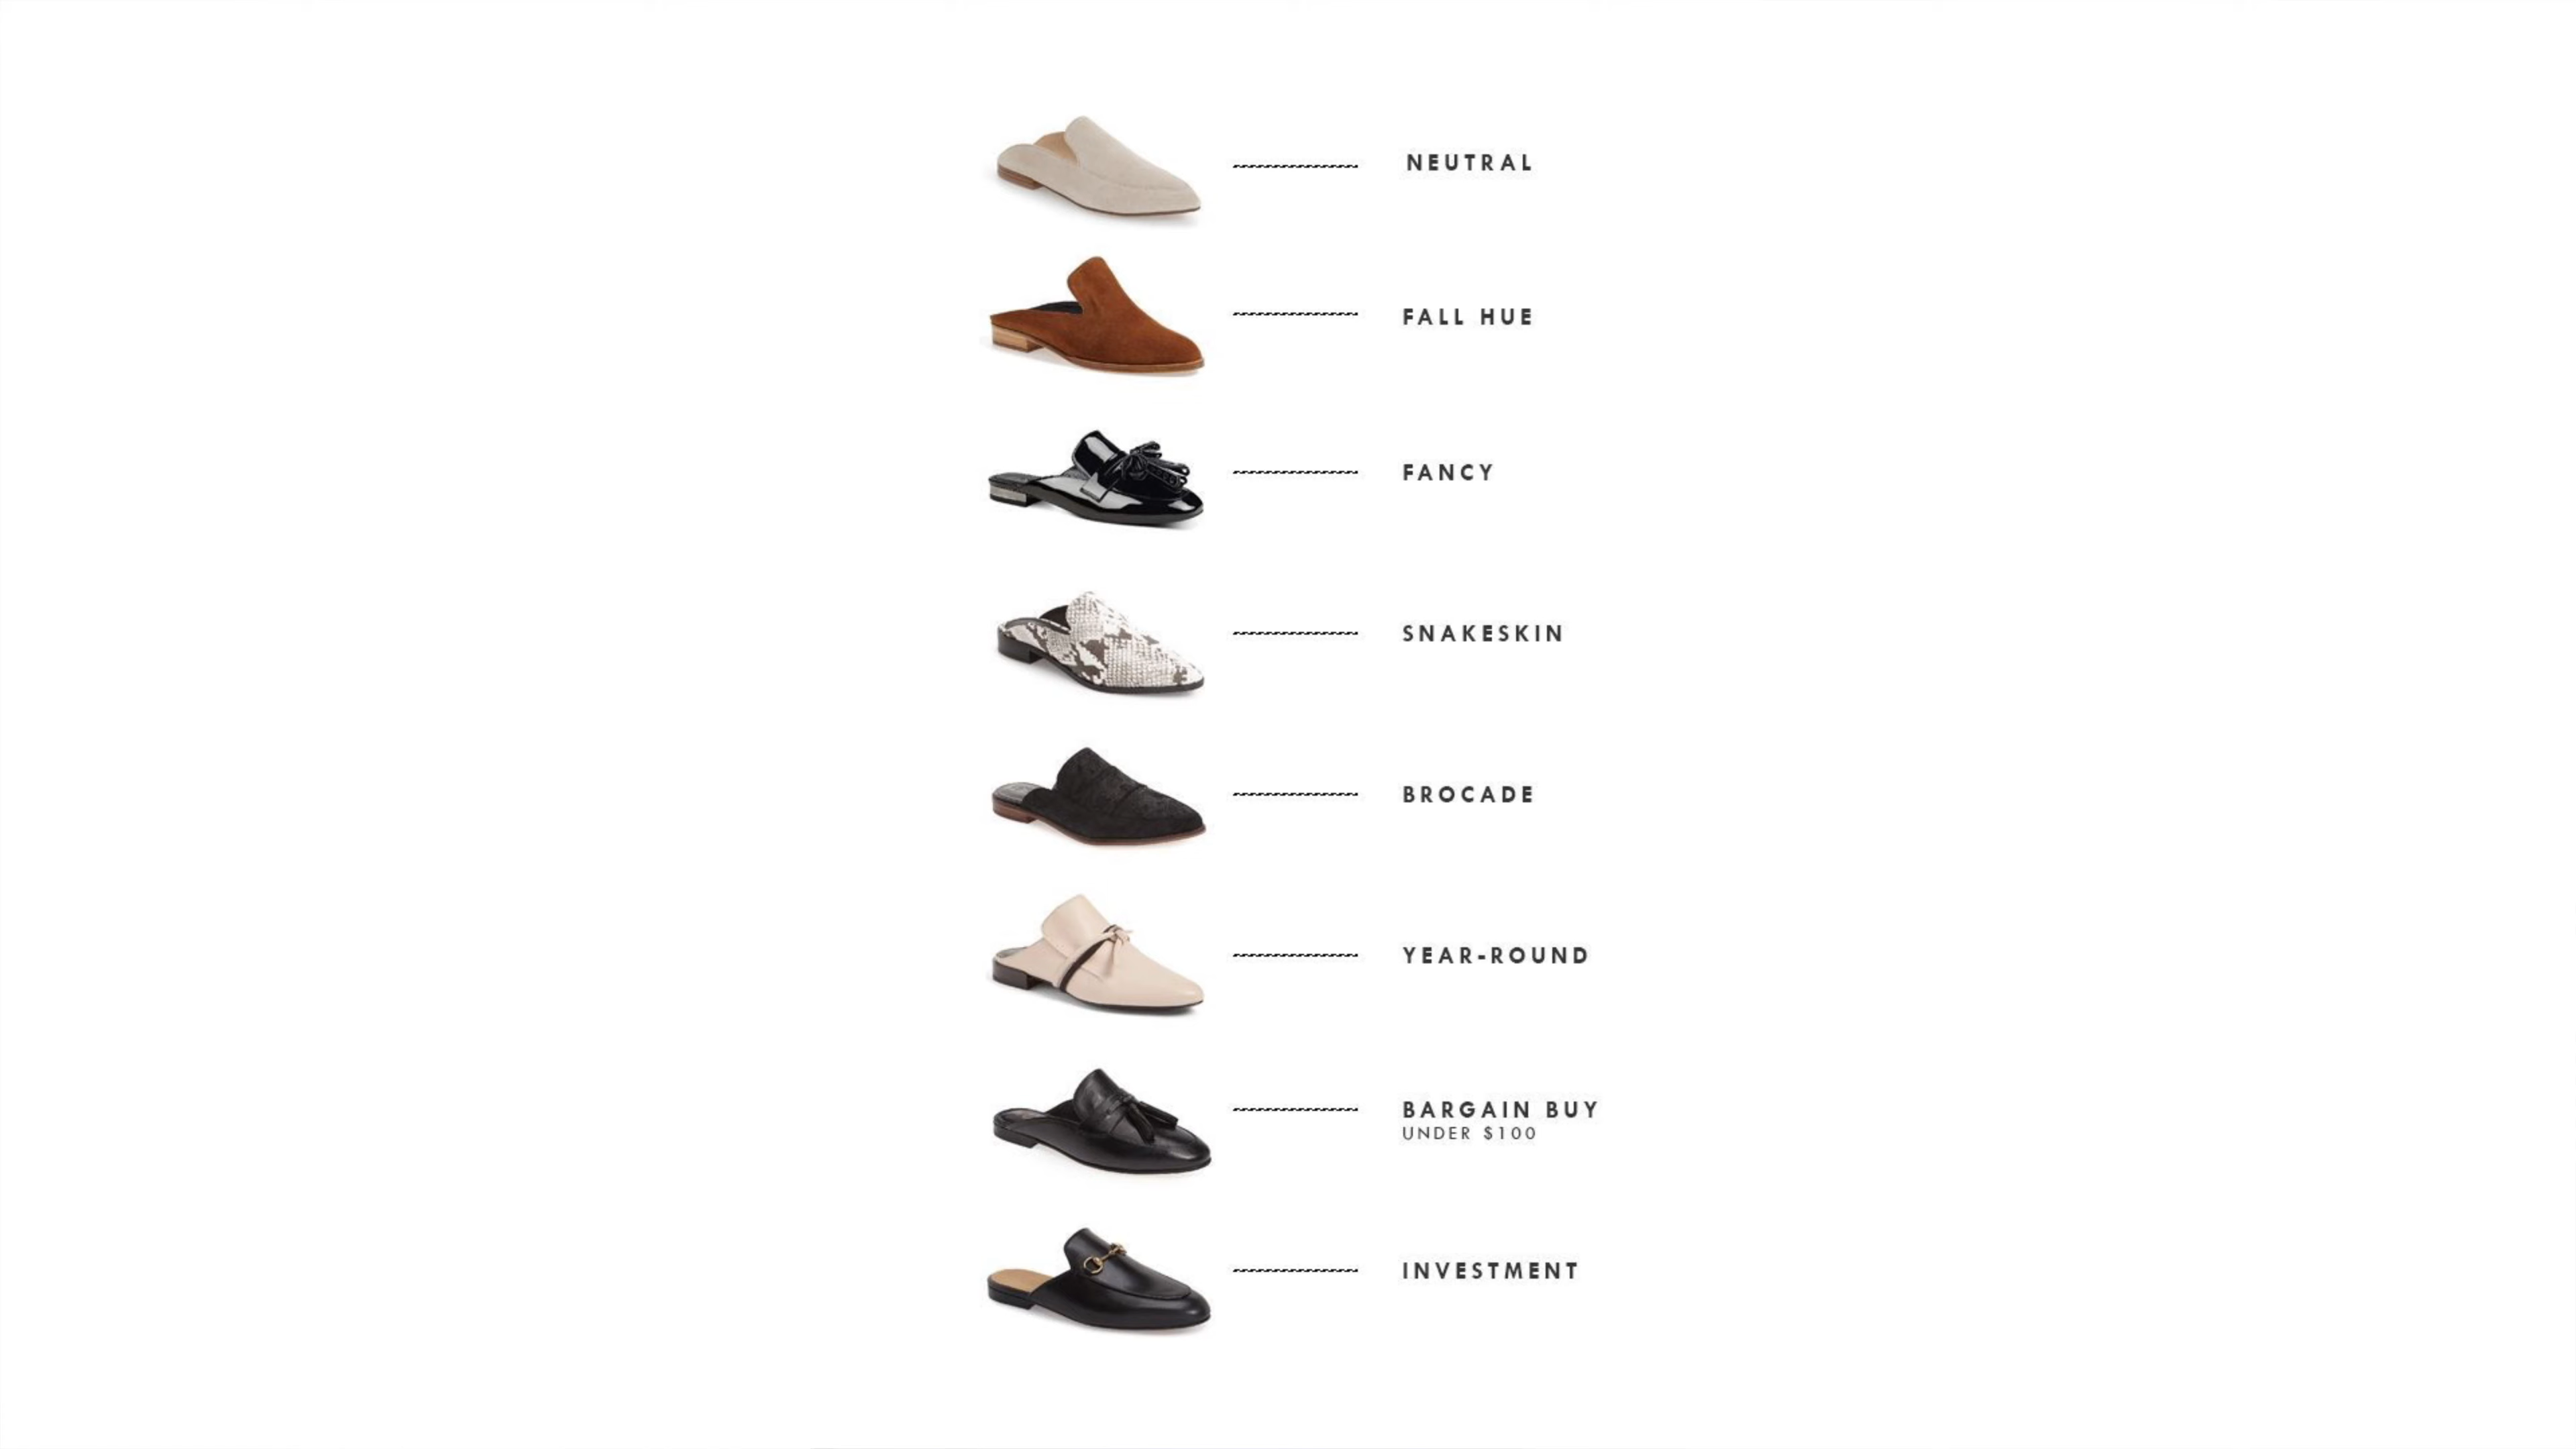 NEUTRAL
FALL HUE
FANCY
SNAKESKIN
BROCADE
YEAR-ROUND
BARGAIN BUY
UNDER $100
INVESTMENT